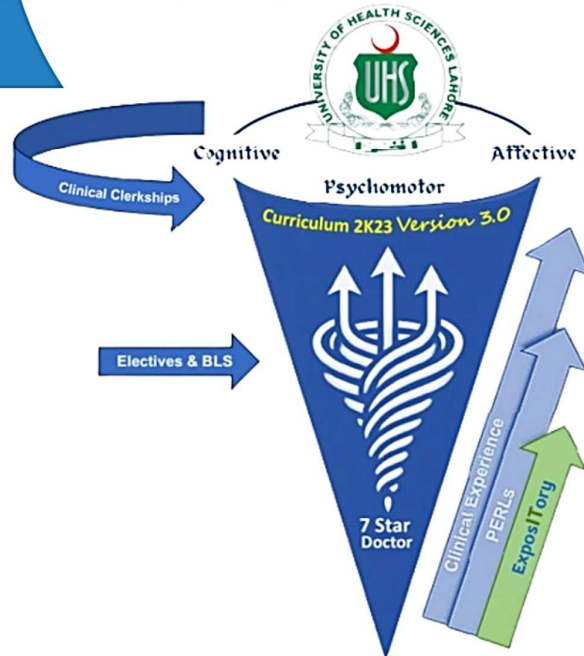 UNIVERSITY OF HEALTH SCIENCES LAHORE
UHS
Cognitive
Affective
Psychomotor
Clinical Clerkships
Curriculum 2K23 Version 3.0
Electives & BLS
7 Star
Doctor
Clinical Experience
PERLs
ExposITory